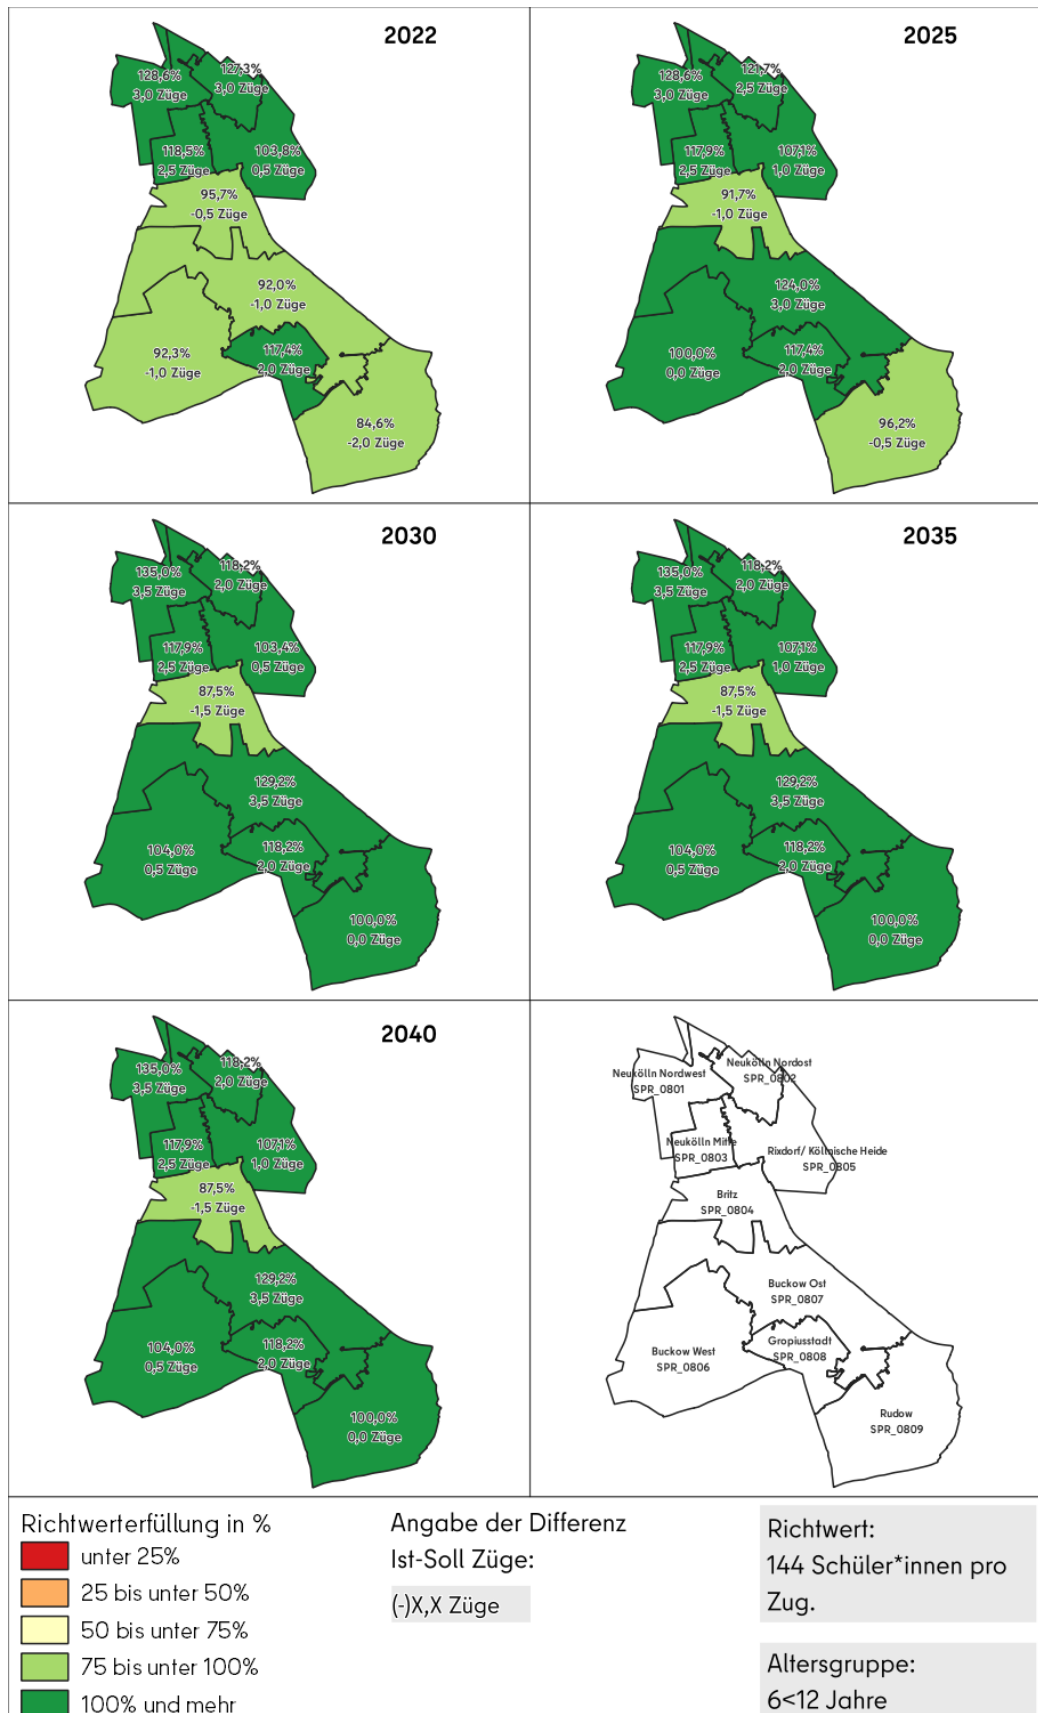 2022
128,6%
3,0 Züge
127,3%
3,0 Züge
118,5%
2,5 Züge
103,8%
0,5 Züge
95,7%
-0,5 Züge
92,0%
-1,0 Züge
92,3%
-1,0 Züge
117,4%
2,0 Züge
84,6%
-2,0 Züge
2025
128,6%
3,0 Züge
121,7%
2,5 Züge
117,9%
2,5 Züge
107,1%
1,0 Züge
91,7%
-1,0 Züge
124,0%
3,0 Züge
100,0%
0,0 Züge
117,4%
2,0 Züge
96,2%
-0,5 Züge
2030
135,0%
3,5 Züge
118,2%
2,0 Züge
117,9%
2,5 Züge
103,4%
0,5 Züge
87,5%
-1,5 Züge
129,2%
3,5 Züge
104,0%
0,5 Züge
118,2%
2,0 Züge
100,0%
0,0 Züge
2035
135,0%
3,5 Züge
118,2%
2,0 Züge
117,9%
2,5 Züge
107,1%
1,0 Züge
87,5%
-1,5 Züge
129,2%
3,5 Züge
104,0%
0,5 Züge
118,2%
2,0 Züge
100,0%
0,0 Züge
2040
135,0%
3,5 Züge
118,2%
2,0 Züge
117,9%
2,5 Züge
107,1%
1,0 Züge
87,5%
-1,5 Züge
129,2%
3,5 Züge
104,0%
0,5 Züge
118,2%
2,0 Züge
100,0%
0,0 Züge
Neukölln Nordwest
SPR_0801
Neukölln Nordost
SPR_0802
Neukölln Mitte
SPR_0803
Rixdorf/ Köllnische Heide
SPR_0805
Britz
SPR_0804
Buckow Ost
SPR_0807
Buckow West
SPR_0806
Gropiusstadt
SPR_0808
Rudow
SPR_0809
Richtwerterfüllung in %
unter 25%
25 bis unter 50%
50 bis unter 75%
75 bis unter 100%
100% und mehr
Angabe der Differenz
Ist-Soll Züge:
(-)X,X Züge
Richtwert:
144 Schüler*innen pro
Zug.
Altersgruppe:
6<12 Jahre